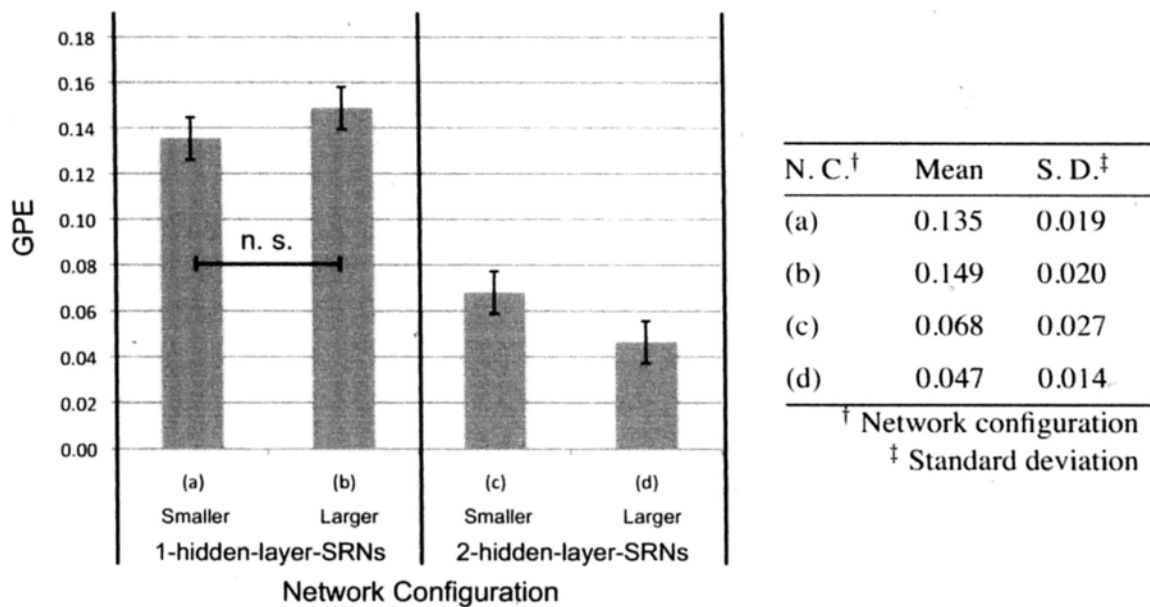 GPE
0.18
0.16
0.14
0.12
0.10
0.08
0.06
0.04
0.02
0.00
n. s.
(a) (b) (c) (d)
Smaller Larger Smaller Larger
1-hidden-layer-SRNs 2-hidden-layer-SRNs
Network Configuration
N. C.† Mean S. D.‡
(a) 0.135 0.019
(b) 0.149 0.020
(c) 0.068 0.027
(d) 0.047 0.014
† Network configuration
‡ Standard deviation